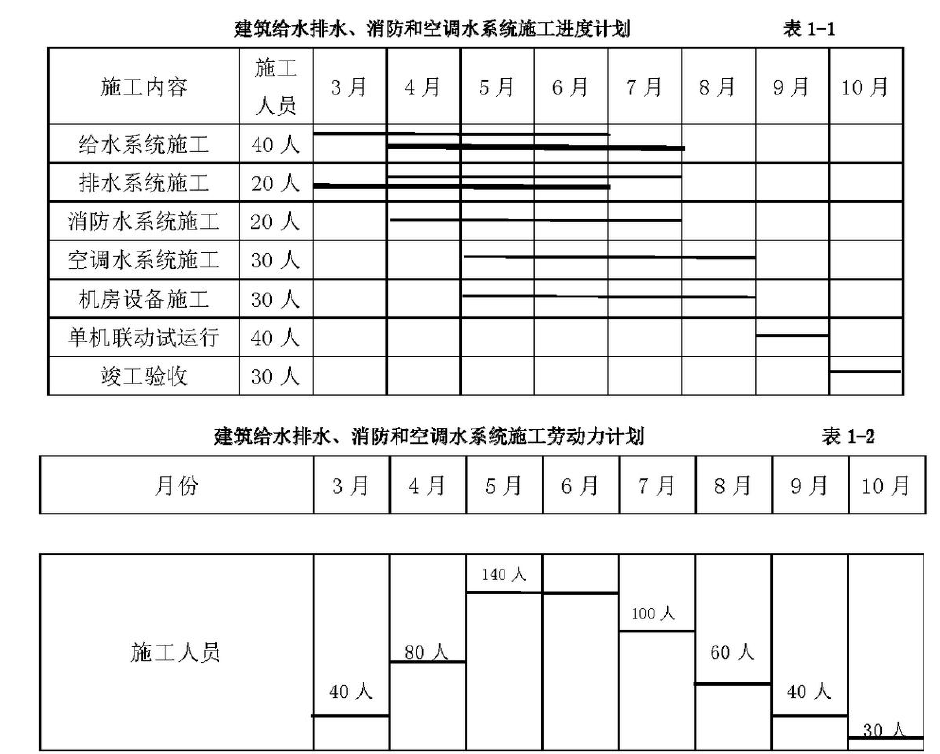 建筑给水排水、消防和空调水系统施工进度计划 表 1-1
施工内容 施工人员 3 月 4 月 5 月 6 月 7 月 8 月 9 月 10 月
给水系统施工 40 人
排水系统施工 20 人
消防水系统施工 20 人
空调水系统施工 30 人
机房设备施工 30 人
单机联动试运行 40 人
竣工验收 30 人
建筑给水排水、消防和空调水系统施工劳动力计划 表 1-2
月份 3 月 4 月 5 月 6 月 7 月 8 月 9 月 10 月
140 人
100 人
施工人员 80 人 60 人
40 人 40 人
30 人